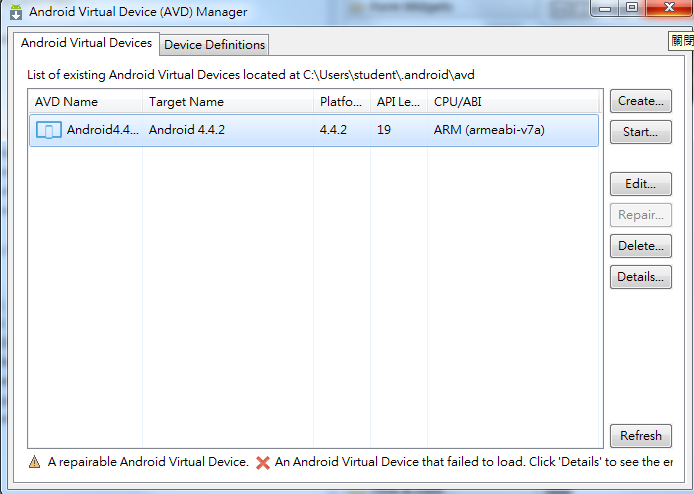 Android Virtual Device (AVD) Manager
關閉
Android Virtual Devices
Device Definitions
List of existing Android Virtual Devices located at C:\Users\student\.android\avd
AVD Name Target Name Platfo... API Le... CPU/ABI
Android4.4... Android 4.4.2 4.4.2 19 ARM (armeabi-v7a)
Create...
Start...
Edit...
Repair...
Delete...
Details...
Refresh
A repairable Android Virtual Device. An Android Virtual Device that failed to load. Click 'Details' to see the er